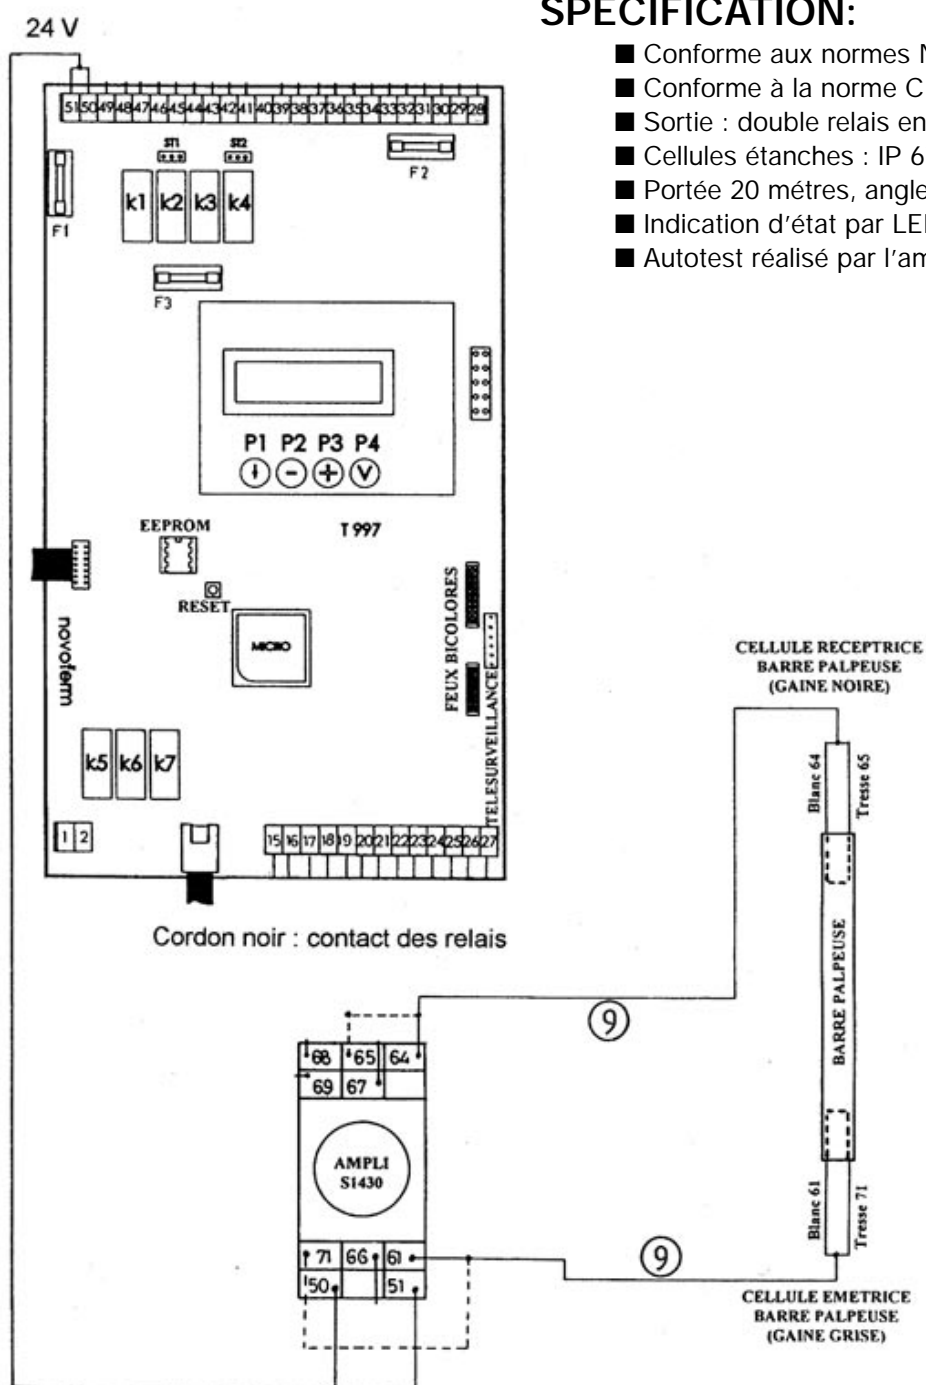 SPECIFICATION:
24 V
■ Conforme aux normes N
■ Conforme à la norme C
■ Sortie : double relais en
■ Cellules étanches : IP 6
■ Portée 20 métres, angle
■ Indication d'état par LE
■ Autotest réalisé par l'am
51 50 49 48 47 46 45 44 43 42 41 40 39 38 37 36 35 34 33 32 31 30 29 28
ST1 ST2
F1
F2
k1 k2 k3 k4
F3
P1 P2 P3 P4
T 997
EEPROM
RESET
MICRO
novoferm
FEUX BICOLORES
TELESURVEILLANCE
k5 k6 k7
1 2
15 16 17 18 19 20 21 22 23 24 25 26 27
Cordon noir : contact des relais
CELLULE RECEPTRICE
BARRE PALPEUSE
(GAINE NOIRE)
Blanc 64
Tresse 65
BARRE PALPEUSE
9
68 65 64
69 67
AMPLI
S1430
71 66 61
50 51
9
Blanc 61
Tresse 71
CELLULE EMETRICE
BARRE PALPEUSE
(GAINE GRISE)